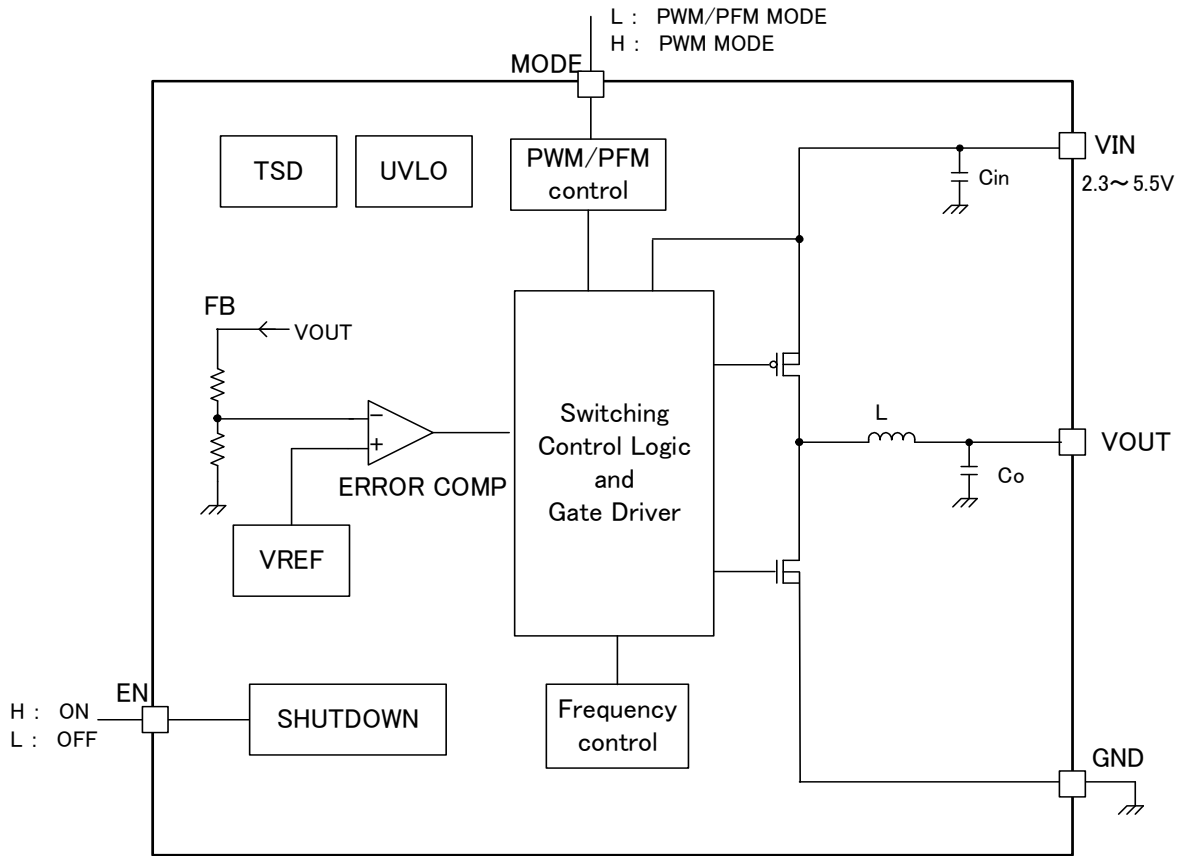 L : PWM/PFM MODE
H : PWM MODE
MODE
TSD
UVLO
PWM/PFM
control
VIN
2.3～5.5V
Cin
FB
VOUT
−
+
ERROR COMP
VREF
Switching
Control Logic
and
Gate Driver
L
VOUT
Co
EN
H : ON
L : OFF
SHUTDOWN
Frequency
control
GND